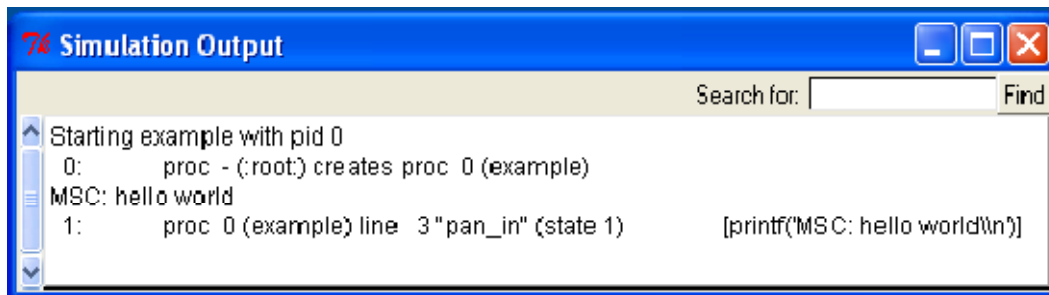 7% Simulation Output
Search for: Find
Starting example with pid 0
0: proc - (:root:) creates proc 0 (example)
MSC: hello world
1: proc 0 (example) line 3 "pan_in" (state 1) [printf('MSC: hello world\\n')]